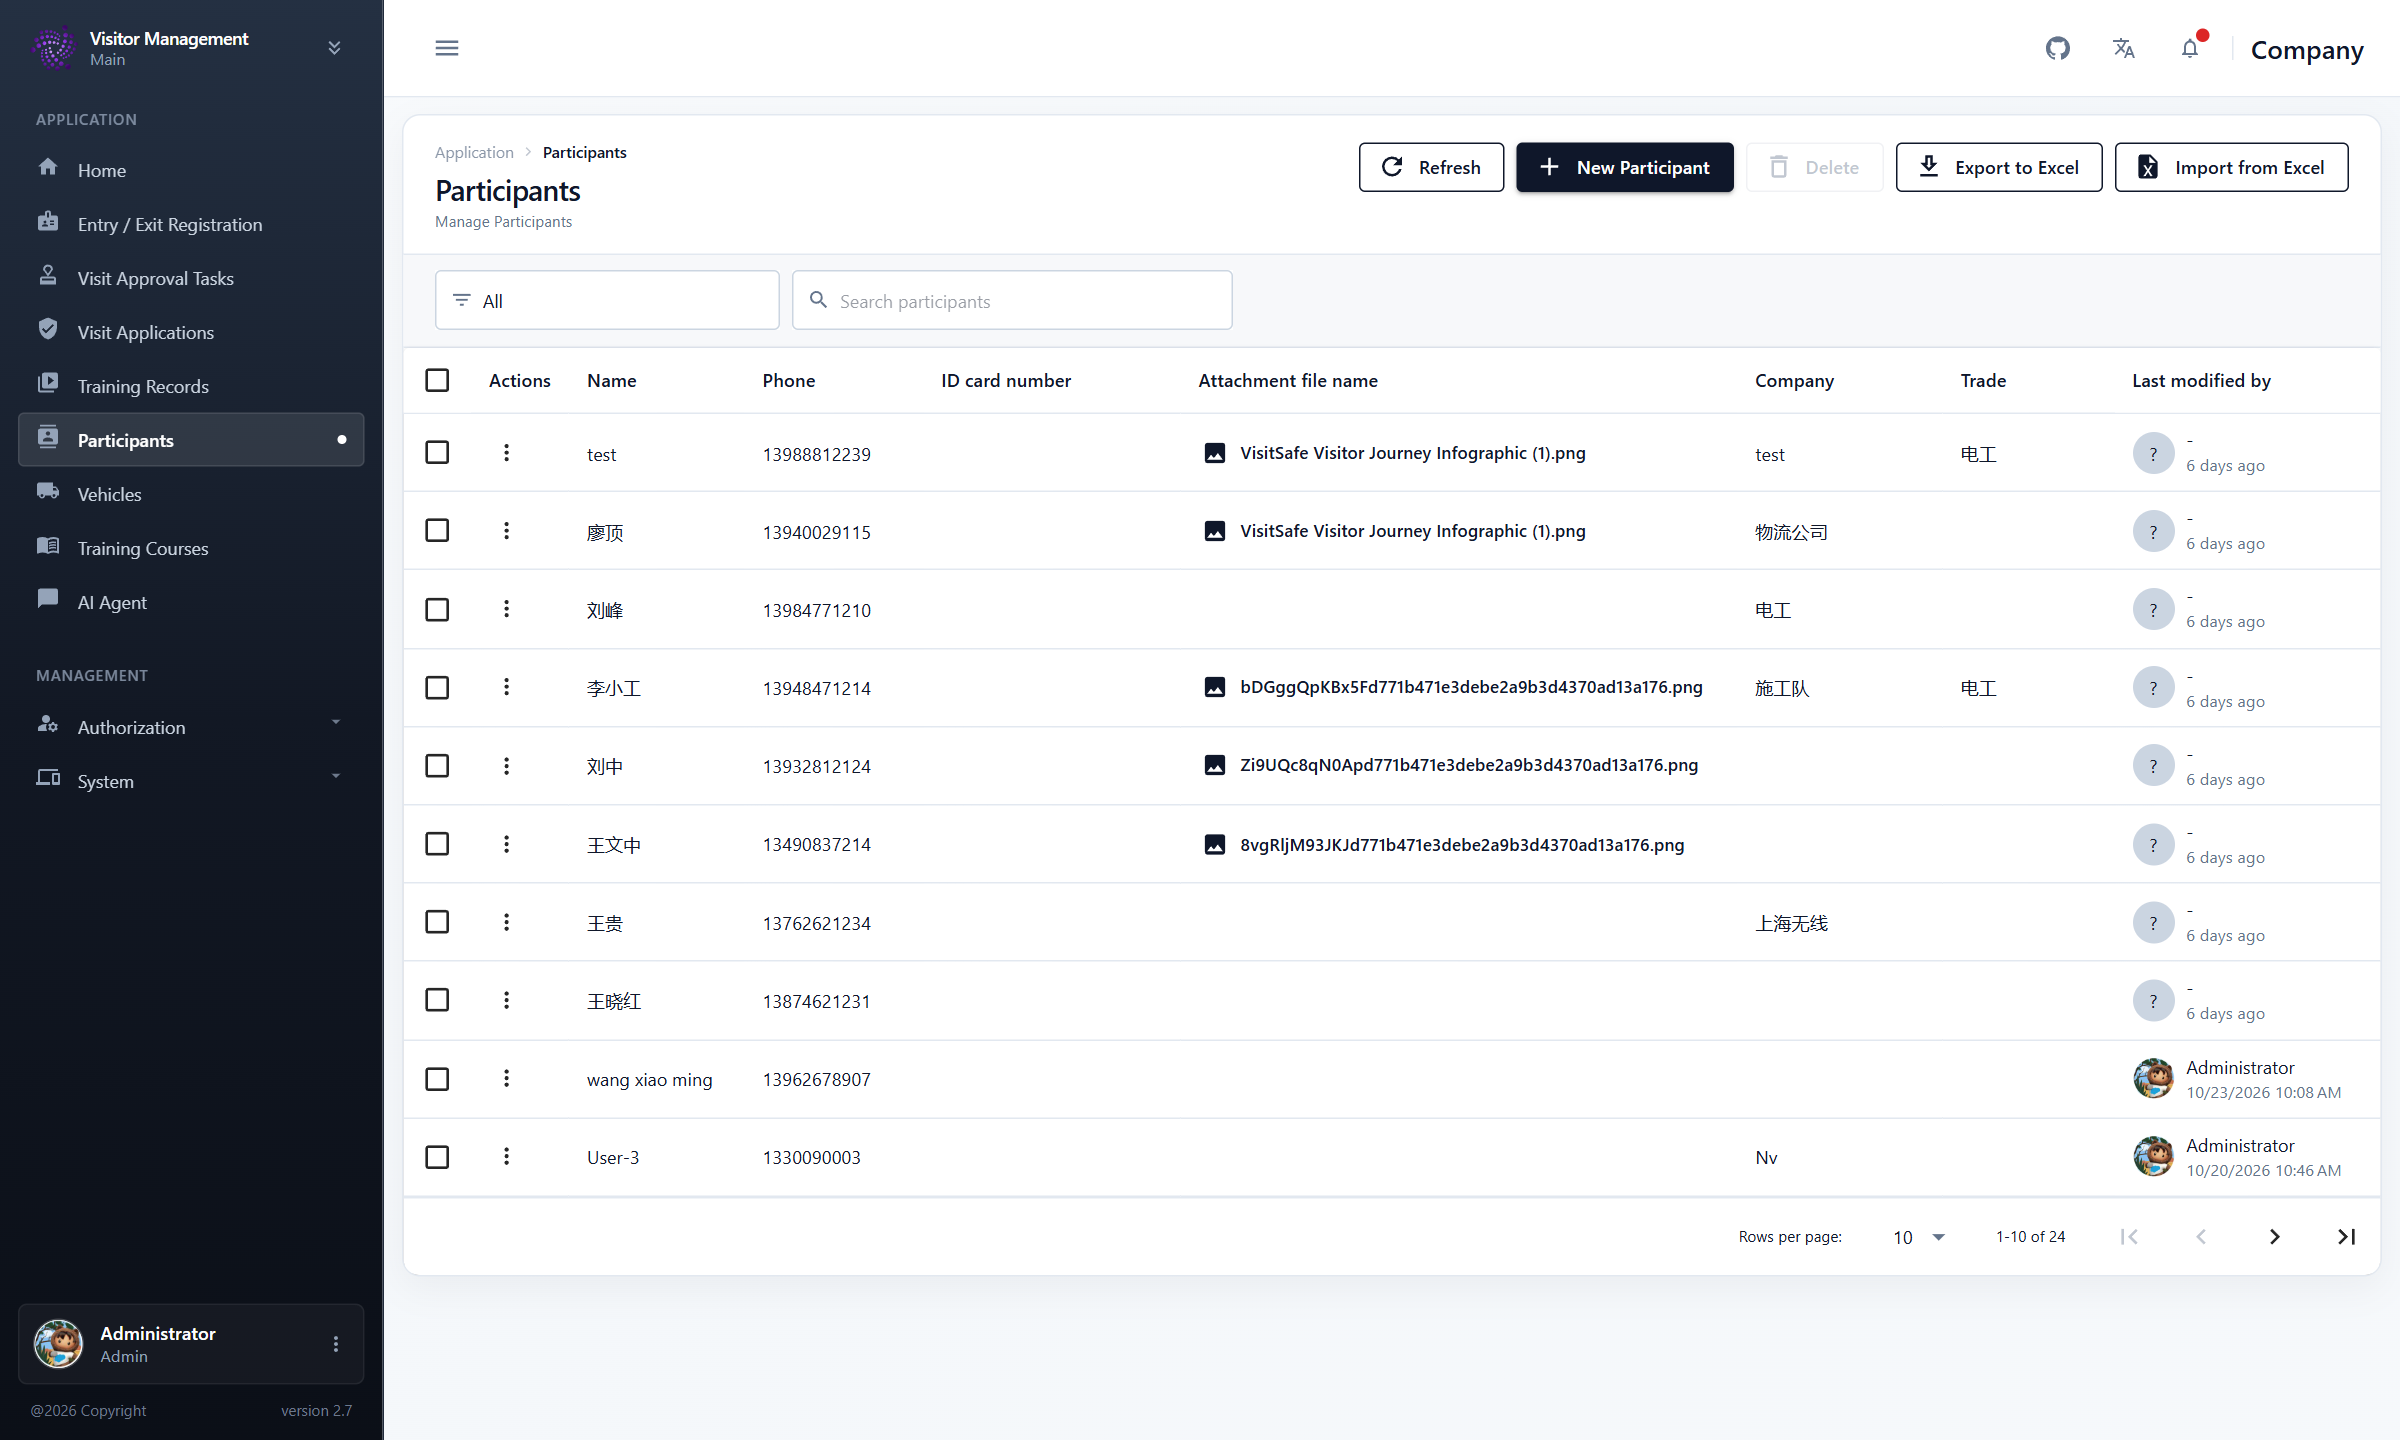 Visitor Management
Main
APPLICATION
Home
Entry / Exit Registration
Visit Approval Tasks
Visit Applications
Training Records
Participants
Vehicles
Training Courses
AI Agent
MANAGEMENT
Authorization
System
Administrator
Admin
@2026 Copyright version 2.7
Company
Application > Participants
Participants
Manage Participants
Refresh
New Participant
Delete
Export to Excel
Import from Excel
All
Search participants
Actions Name Phone ID card number Attachment file name Company Trade Last modified by
test 13988812239 VisitSafe Visitor Journey Infographic (1).png test 电工 ? -
6 days ago
廖顶 13940029115 VisitSafe Visitor Journey Infographic (1).png 物流公司 ? -
6 days ago
刘峰 13984771210 电工 ? -
6 days ago
李小工 13948471214 bDGggQpKBx5Fd771b471e3debe2a9b3d4370ad13a176.png 施工队 电工 ? -
6 days ago
刘中 13932812124 Zi9UQc8qN0Apd771b471e3debe2a9b3d4370ad13a176.png ? -
6 days ago
王文中 13490837214 8vgRljM93JKJd771b471e3debe2a9b3d4370ad13a176.png ? -
6 days ago
王贵 13762621234 上海无线 ? -
6 days ago
王晓红 13874621231 ? -
6 days ago
wang xiao ming 13962678907 Administrator
10/23/2026 10:08 AM
User-3 1330090003 Nv Administrator
10/20/2026 10:46 AM
Rows per page: 10 1-10 of 24